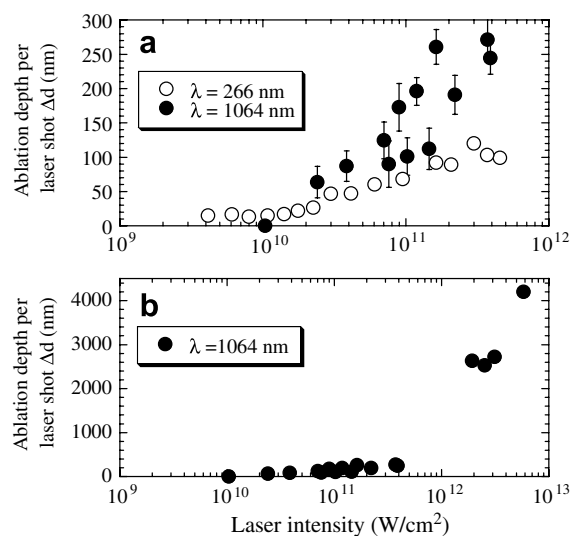 a
Ablation depth per
laser shot Δd (nm)
300
250
200
150
100
50
0
λ = 266 nm
λ = 1064 nm
10^9
10^10
10^11
10^12
b
Ablation depth per
laser shot Δd (nm)
4000
3000
2000
1000
0
λ =1064 nm
10^9
10^10
10^11
10^12
10^13
Laser intensity (W/cm²)